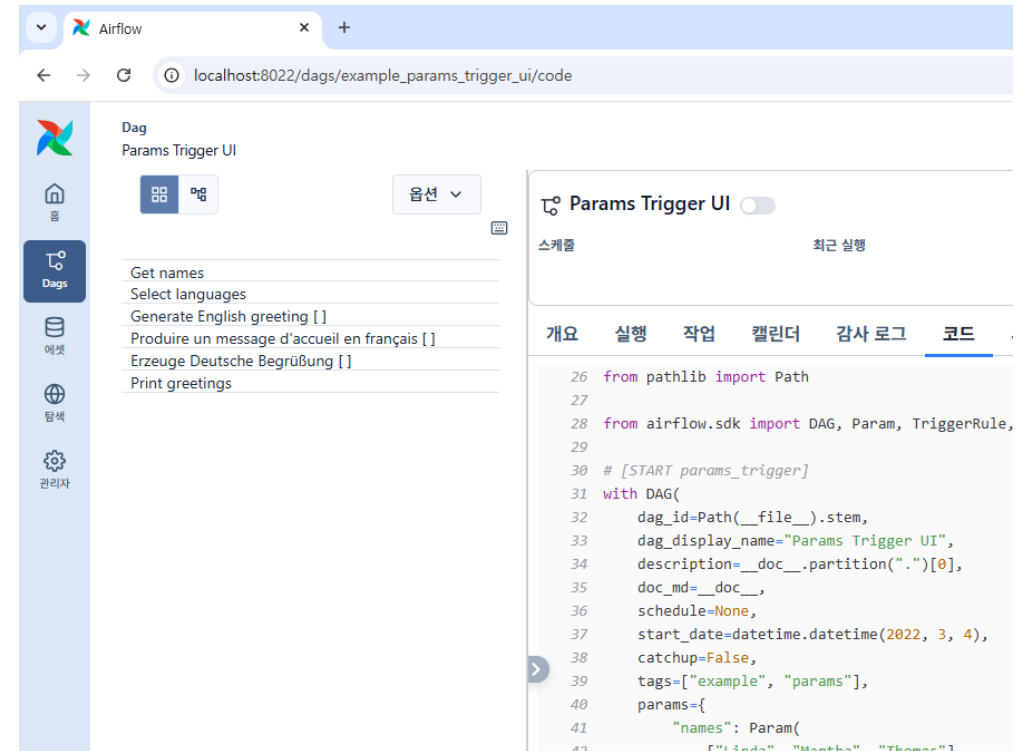 Airflow
localhost:8022/dags/example_params_trigger_ui/code
Dag
Params Trigger UI
홈
Dags
에셋
탐색
관리자
옵션
Get names
Select languages
Generate English greeting [ ]
Produire un message d'accueil en français [ ]
Erzeuge Deutsche Begrüßung [ ]
Print greetings
Params Trigger UI
스케줄 최근 실행
개요 실행 작업 캘린더 감사 로그 코드
26 from pathlib import Path
27
28 from airflow.sdk import DAG, Param, TriggerRule,
29
30 # [START params_trigger]
31 with DAG(
32 dag_id=Path(__file__).stem,
33 dag_display_name="Params Trigger UI",
34 description=__doc__.partition(".")[0],
35 doc_md=__doc__,
36 schedule=None,
37 start_date=datetime.datetime(2022, 3, 4),
38 catchup=False,
39 tags=["example", "params"],
40 params={
41 "names": Param(
42 ["Linda", "Martha", "Thomas"]